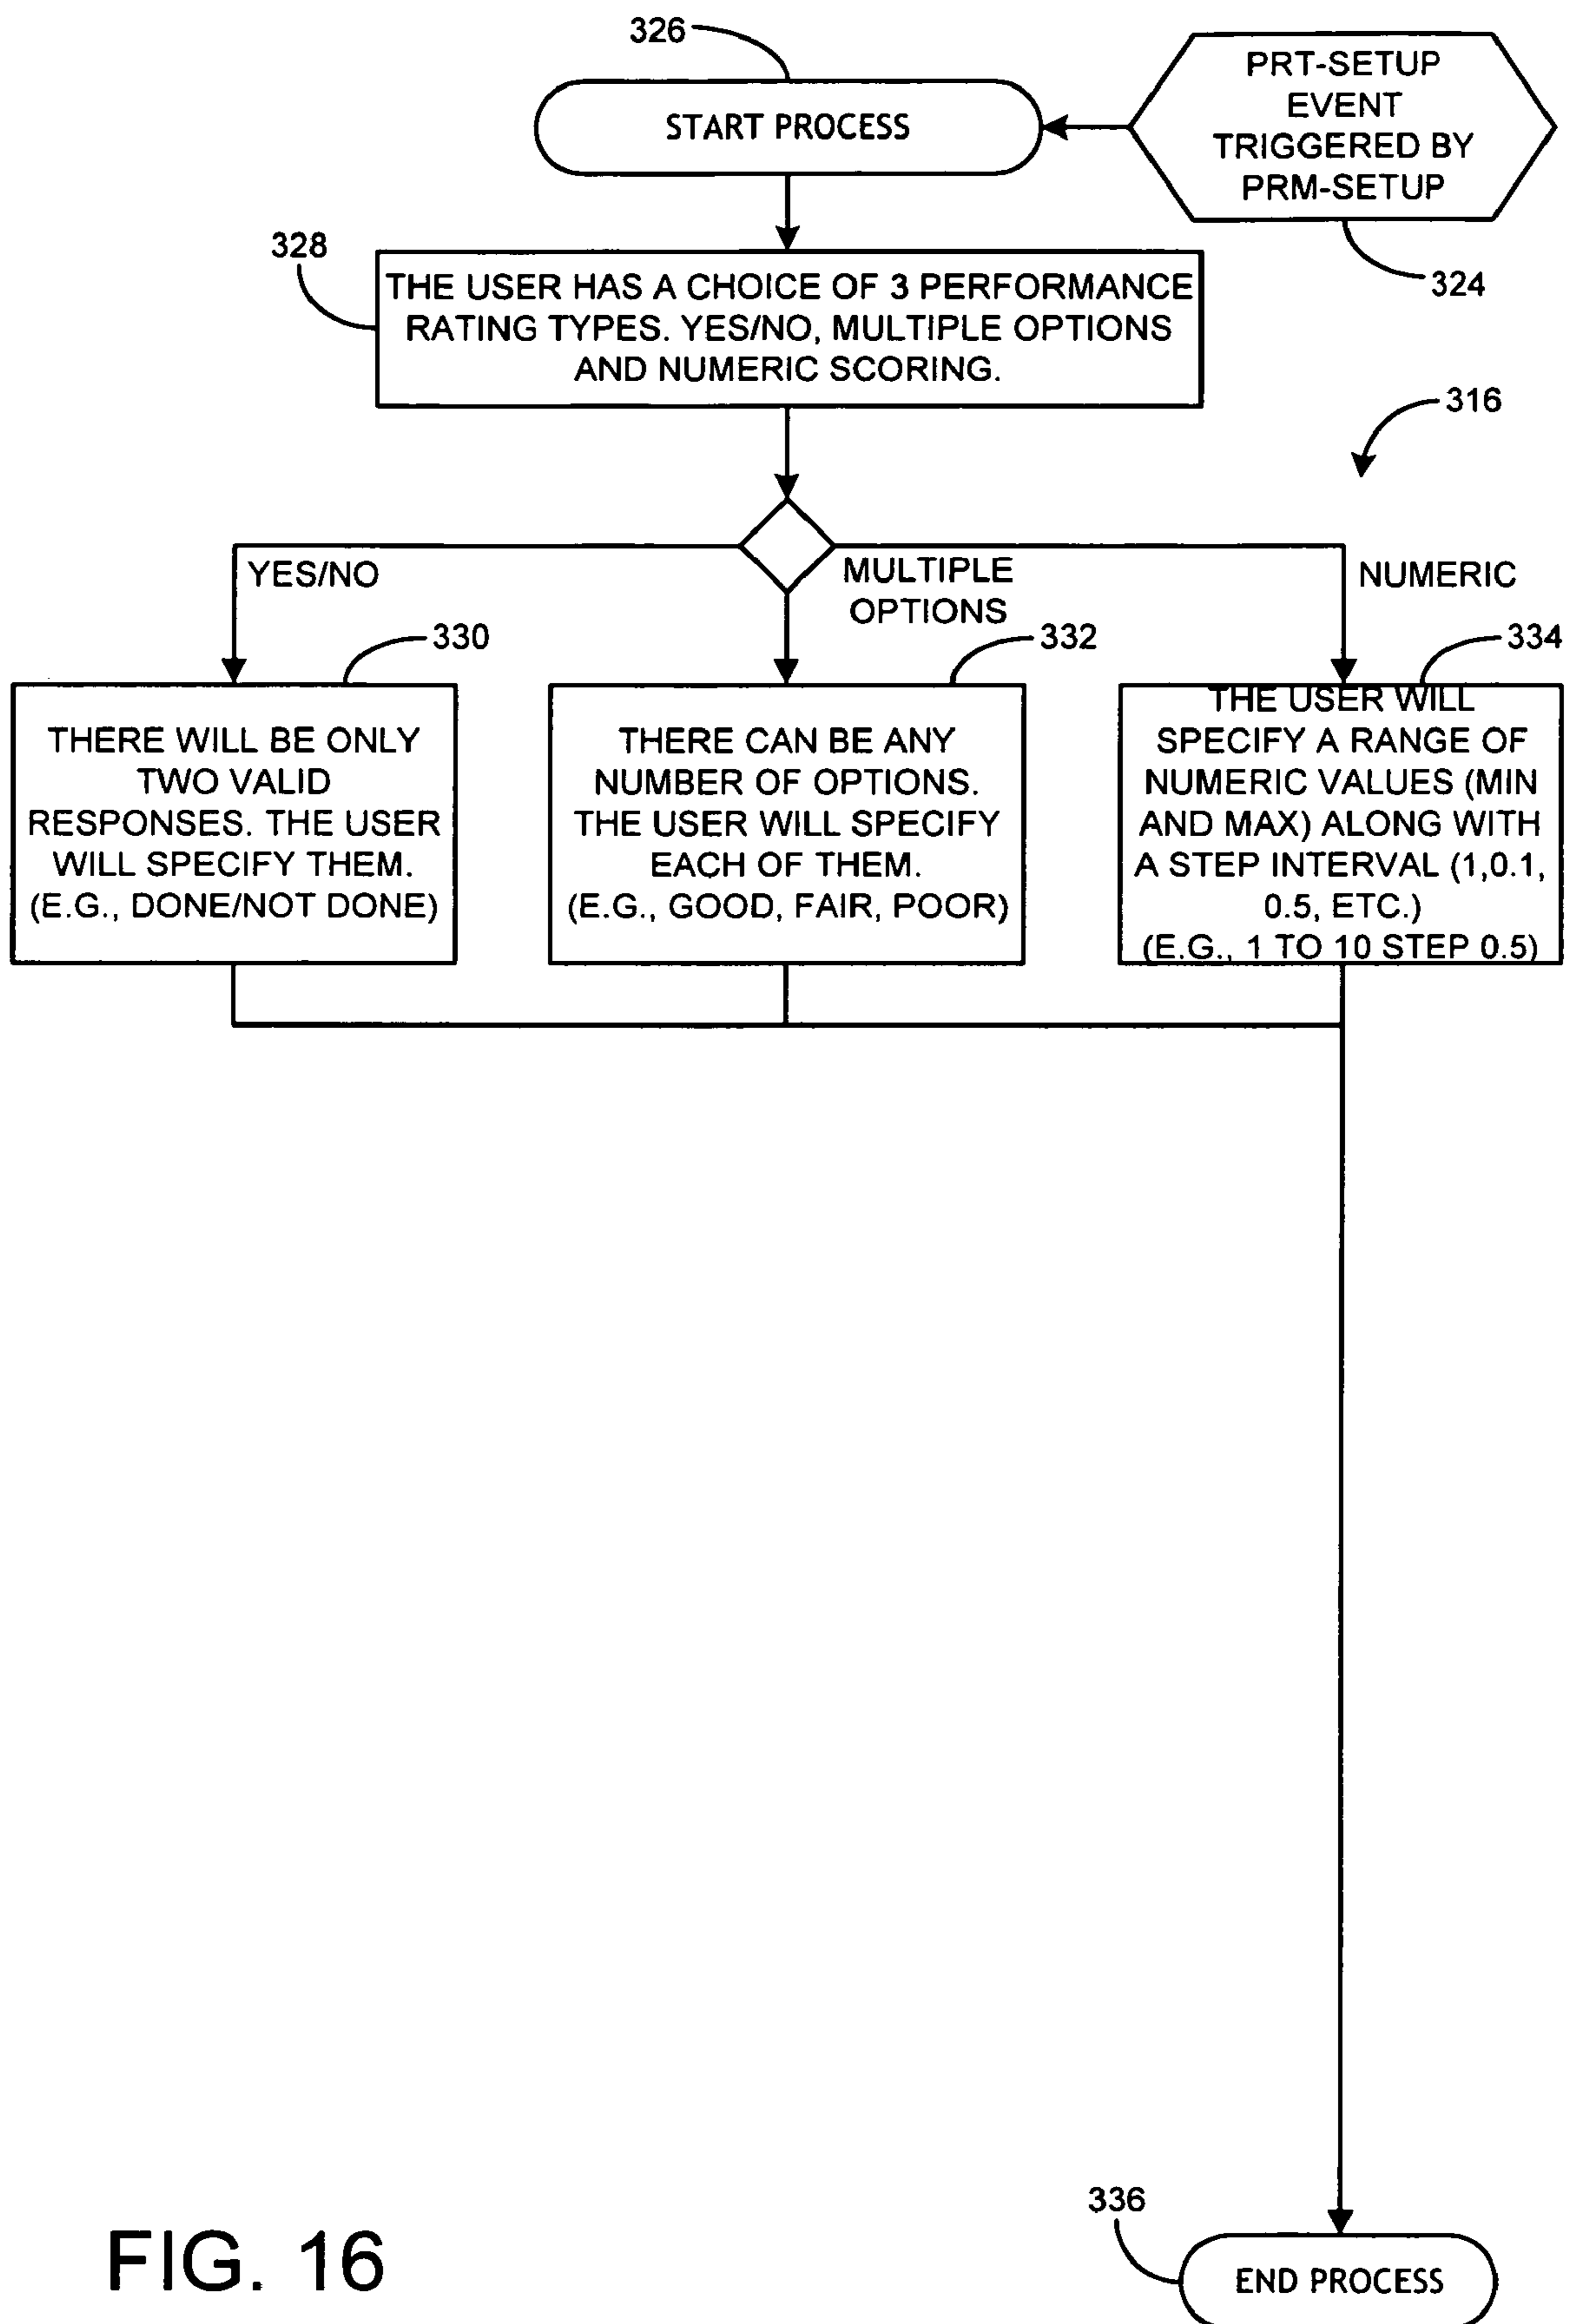 326
PRT-SETUP
EVENT
TRIGGERED BY
PRM-SETUP
START PROCESS
324
328
THE USER HAS A CHOICE OF 3 PERFORMANCE
RATING TYPES. YES/NO, MULTIPLE OPTIONS
AND NUMERIC SCORING.
316
YES/NO
MULTIPLE
OPTIONS
NUMERIC
330
332
334
THERE WILL BE ONLY
TWO VALID
RESPONSES. THE USER
WILL SPECIFY THEM.
(E.G., DONE/NOT DONE)
THERE CAN BE ANY
NUMBER OF OPTIONS.
THE USER WILL SPECIFY
EACH OF THEM.
(E.G., GOOD, FAIR, POOR)
THE USER WILL
SPECIFY A RANGE OF
NUMERIC VALUES (MIN
AND MAX) ALONG WITH
A STEP INTERVAL (1,0.1,
0.5, ETC.)
(E.G., 1 TO 10 STEP 0.5)
336
END PROCESS
FIG. 16